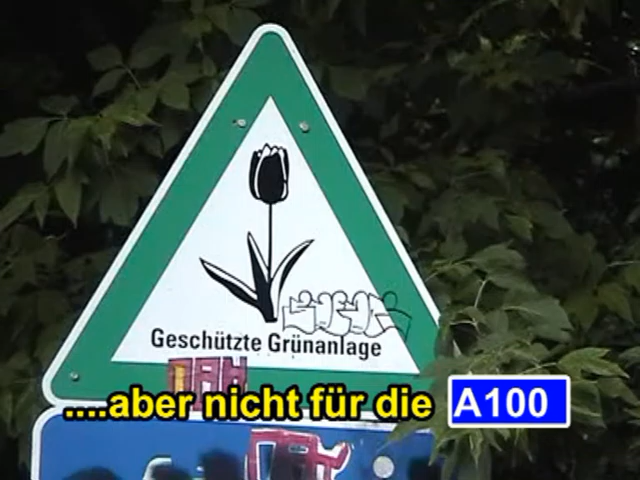 Geschützte Grünanlage
....aber nicht für die A100